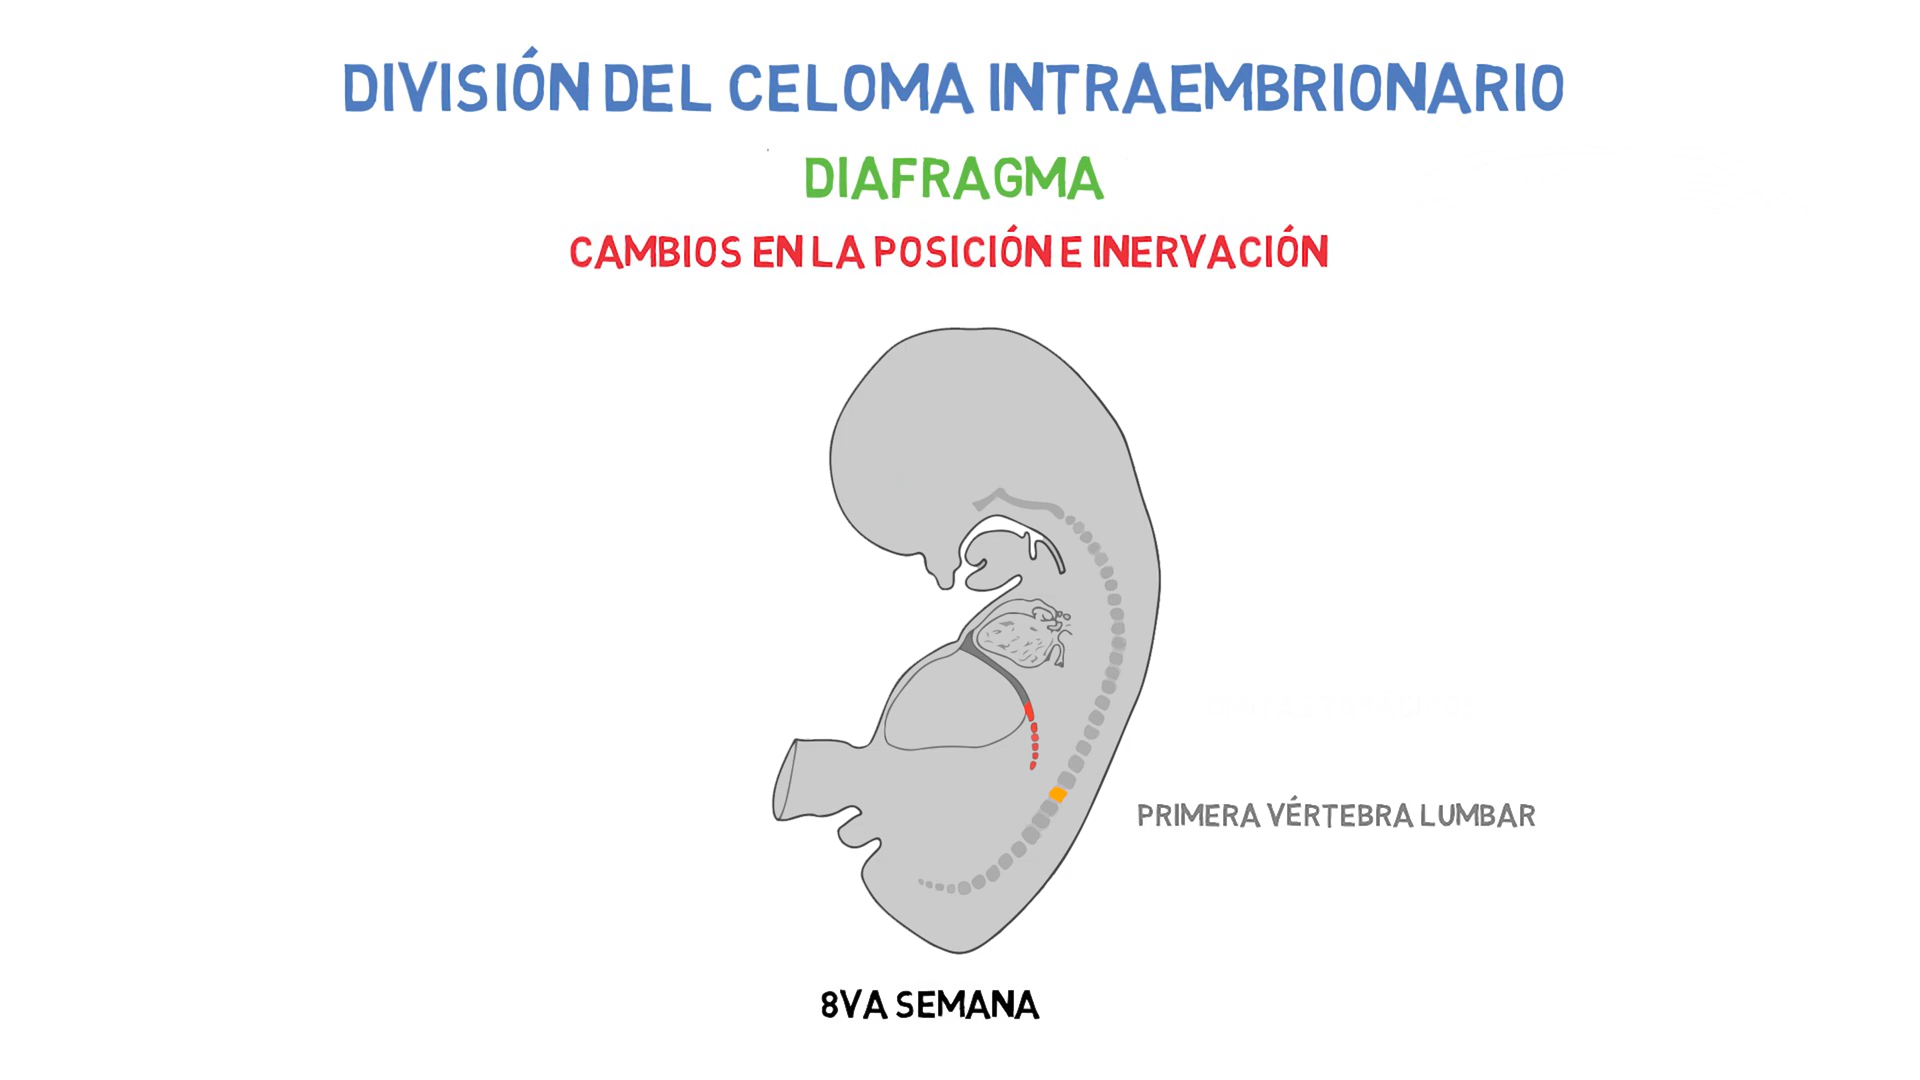 DIVISIÓN DEL CELOMA INTRAEMBRIONARIO
DIAFRAGMA
CAMBIOS EN LA POSICIÓN E INERVACIÓN
PRIMERA VÉRTEBRA LUMBAR
8VA SEMANA